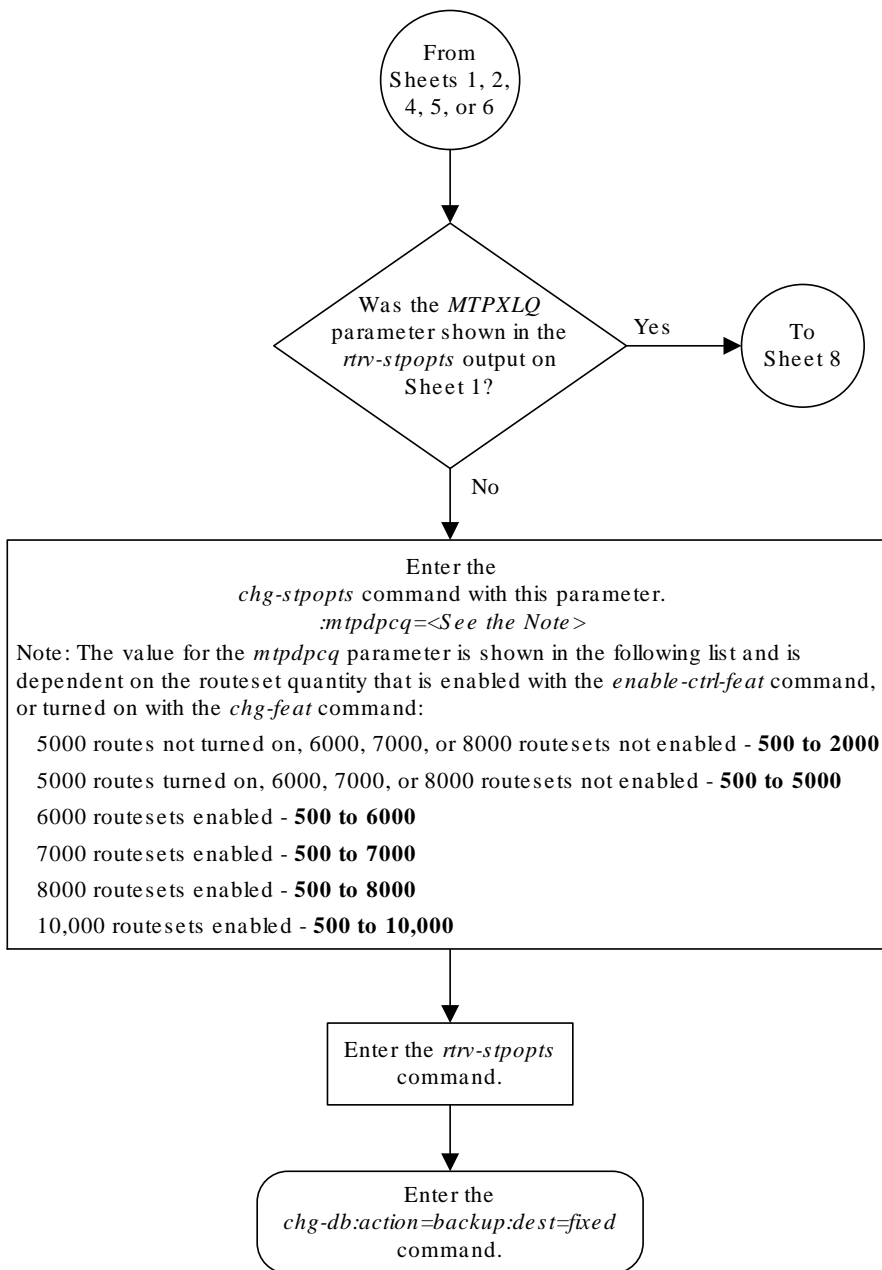 From
Sheets 1, 2,
4, 5, or 6
Was the MTPXLQ
parameter shown in the
rtrv-stpopts output on
Sheet 1?
Yes
To
Sheet 8
No
Enter the
chg-stpopts command with this parameter.
:mtpdpcq=<See the Note>
Note: The value for the mtpdpcq parameter is shown in the following list and is
dependent on the routeset quantity that is enabled with the enable-ctrl-feat command,
or turned on with the chg-feat command:
5000 routes not turned on, 6000, 7000, or 8000 routesets not enabled - 500 to 2000
5000 routes turned on, 6000, 7000, or 8000 routesets not enabled - 500 to 5000
6000 routesets enabled - 500 to 6000
7000 routesets enabled - 500 to 7000
8000 routesets enabled - 500 to 8000
10,000 routesets enabled - 500 to 10,000
Enter the rtrv-stpopts
command.
Enter the
chg-db:action=backup:dest=fixed
command.